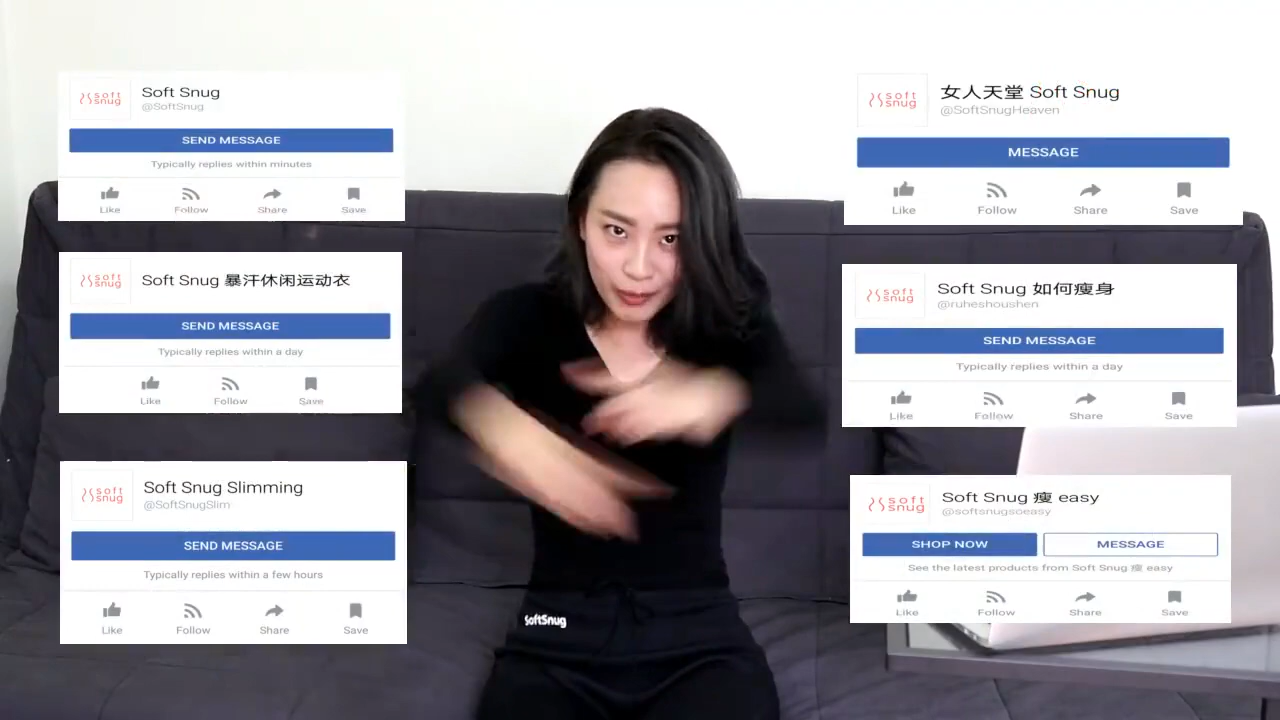 soft
snug
Soft Snug
@SoftSnug
SEND MESSAGE
Typically replies within minutes
Like
Follow
Share
Save
soft
snug
Soft Snug 暴汗休闲运动衣
SEND MESSAGE
Typically replies within a day
Like
Follow
Save
soft
snug
Soft Snug Slimming
@SoftSnugSlim
SEND MESSAGE
Typically replies within a few hours
Like
Follow
Share
Save
SoftSnug
soft
snug
女人天堂 Soft Snug
@SoftSnugHeaven
MESSAGE
Like
Follow
Share
Save
soft
snug
Soft Snug 如何瘦身
@ruheshoushen
SEND MESSAGE
Typically replies within a day
Like
Follow
Share
Save
soft
snug
Soft Snug 瘦 easy
@softsnugsoeasy
SHOP NOW
MESSAGE
See the latest products from Soft Snug 瘦 easy
Like
Follow
Share
Save